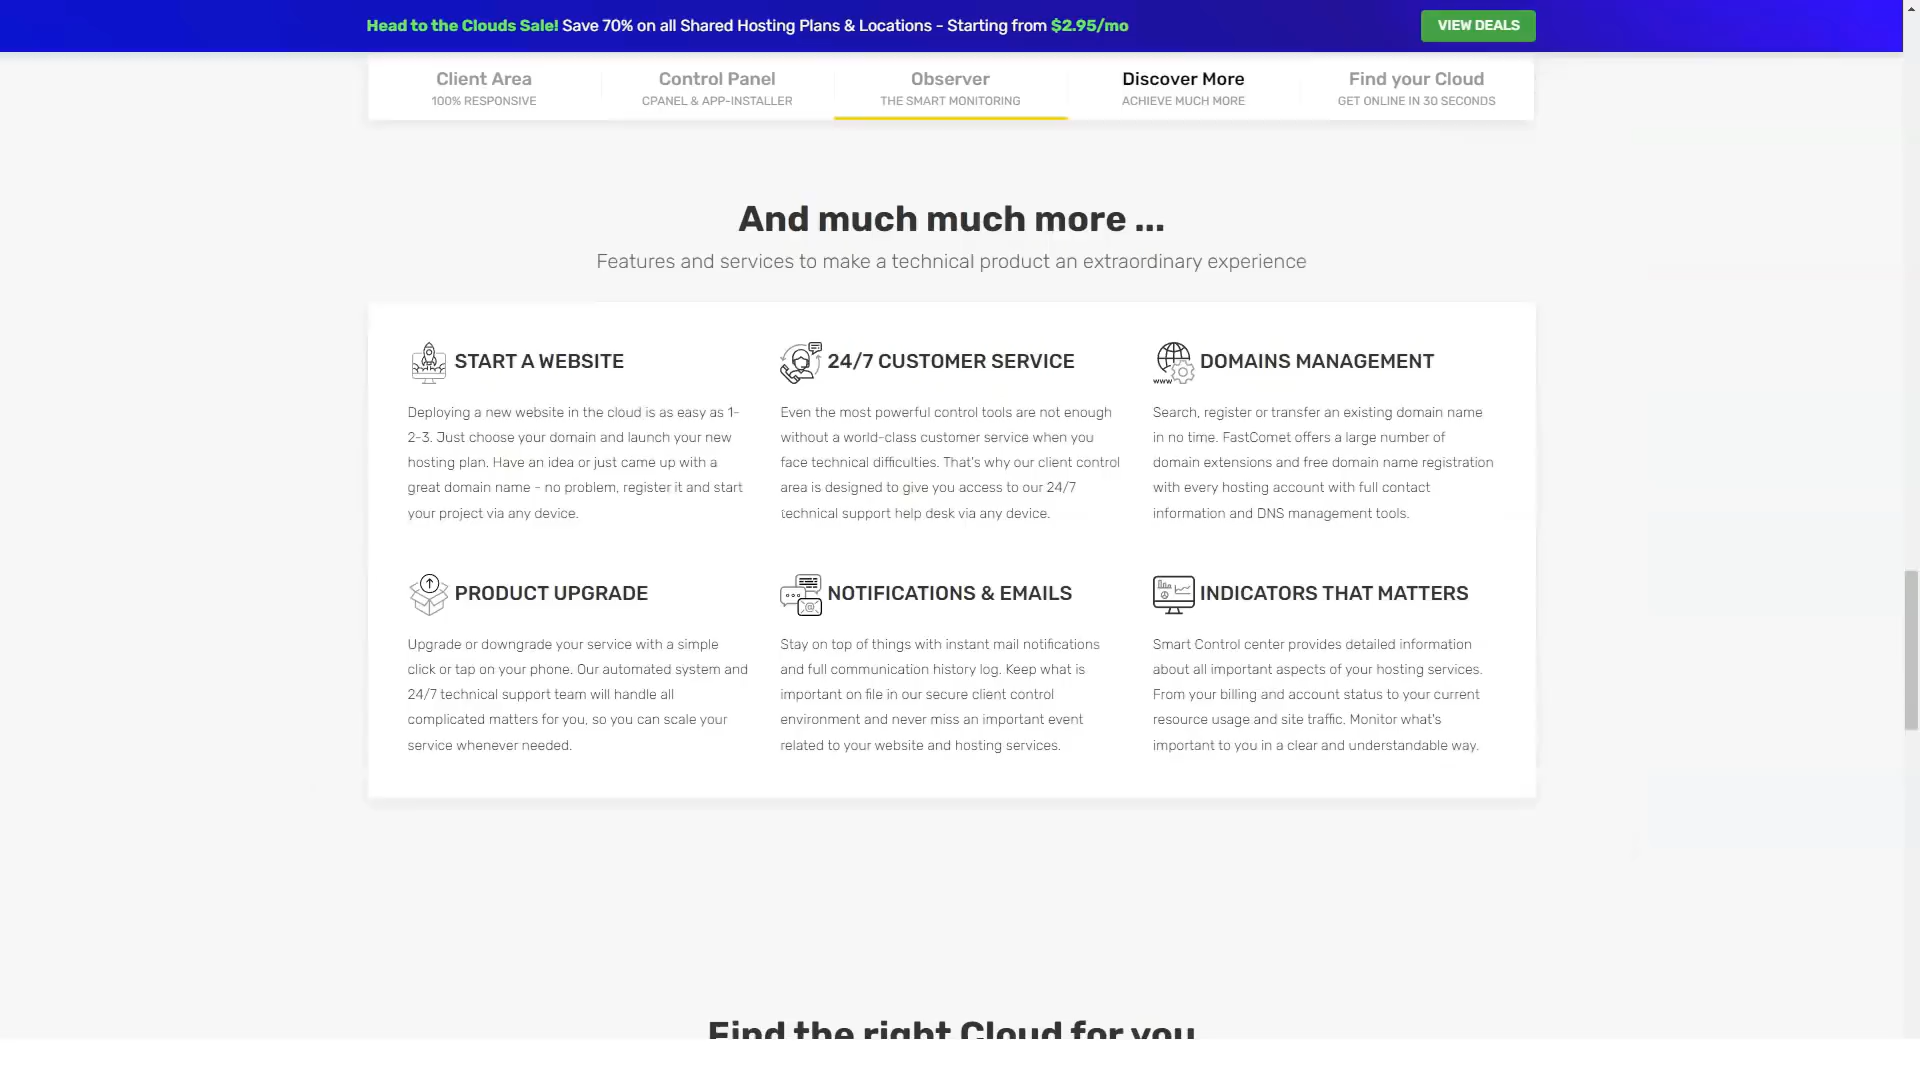 Head to the Clouds Sale! Save 70% on all Shared Hosting Plans & Locations - Starting from $2.95/mo
VIEW DEALS
Client Area
100% RESPONSIVE
Control Panel
CPANEL & APP-INSTALLER
Observer
THE SMART MONITORING
Discover More
ACHIEVE MUCH MORE
Find your Cloud
GET ONLINE IN 30 SECONDS
And much much more ...
Features and services to make a technical product an extraordinary experience
START A WEBSITE
Deploying a new website in the cloud is as easy as 1-
2-3. Just choose your domain and launch your new
hosting plan. Have an idea or just came up with a
great domain name - no problem, register it and start
your project via any device.
24/7 CUSTOMER SERVICE
Even the most powerful control tools are not enough
without a world-class customer service when you
face technical difficulties. That's why our client control
area is designed to give you access to our 24/7
technical support help desk via any device.
WWW
DOMAINS MANAGEMENT
Search, register or transfer an existing domain name
in no time. FastComet offers a large number of
domain extensions and free domain name registration
with every hosting account with full contact
information and DNS management tools.
PRODUCT UPGRADE
Upgrade or downgrade your service with a simple
click or tap on your phone. Our automated system and
24/7 technical support team will handle all
complicated matters for you, so you can scale your
service whenever needed.
NOTIFICATIONS & EMAILS
Stay on top of things with instant mail notifications
and full communication history log. Keep what is
important on file in our secure client control
environment and never miss an important event
related to your website and hosting services.
INDICATORS THAT MATTERS
Smart Control center provides detailed information
about all important aspects of your hosting services.
From your billing and account status to your current
resource usage and site traffic. Monitor what's
important to you in a clear and understandable way.
Find the right Cloud for you